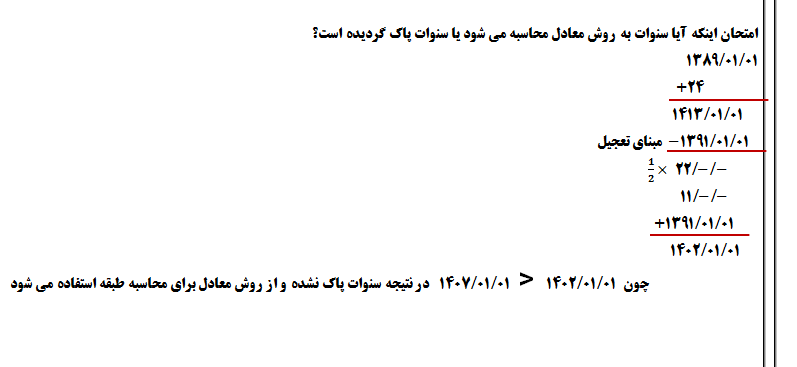 امتحان اینکه آیا سنوات به روش معادل محاسبه می شود یا سنوات پاک گردیده است؟
۱۳۸۹/۰۱/۰۱
+۲۴
۱۴۱۳/۰۱/۰۱
−۱۳۹۱/۰۱/۰۱ مبنای تعجیل
½ × ۲۲/−/−
۱۱/−/−
+۱۳۹۱/۰۱/۰۱
۱۴۰۲/۰۱/۰۱
چون ۱۴۰۲/۰۱/۰۱ < ۱۴۰۷/۰۱/۰۱ در نتیجه سنوات پاک نشده و از روش معادل برای محاسبه طبقه استفاده می شود